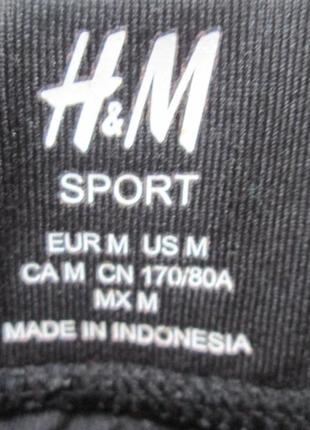 H&M
SPORT
EUR M US M
CA M CN 170/80A
MX M
MADE IN INDONESIA